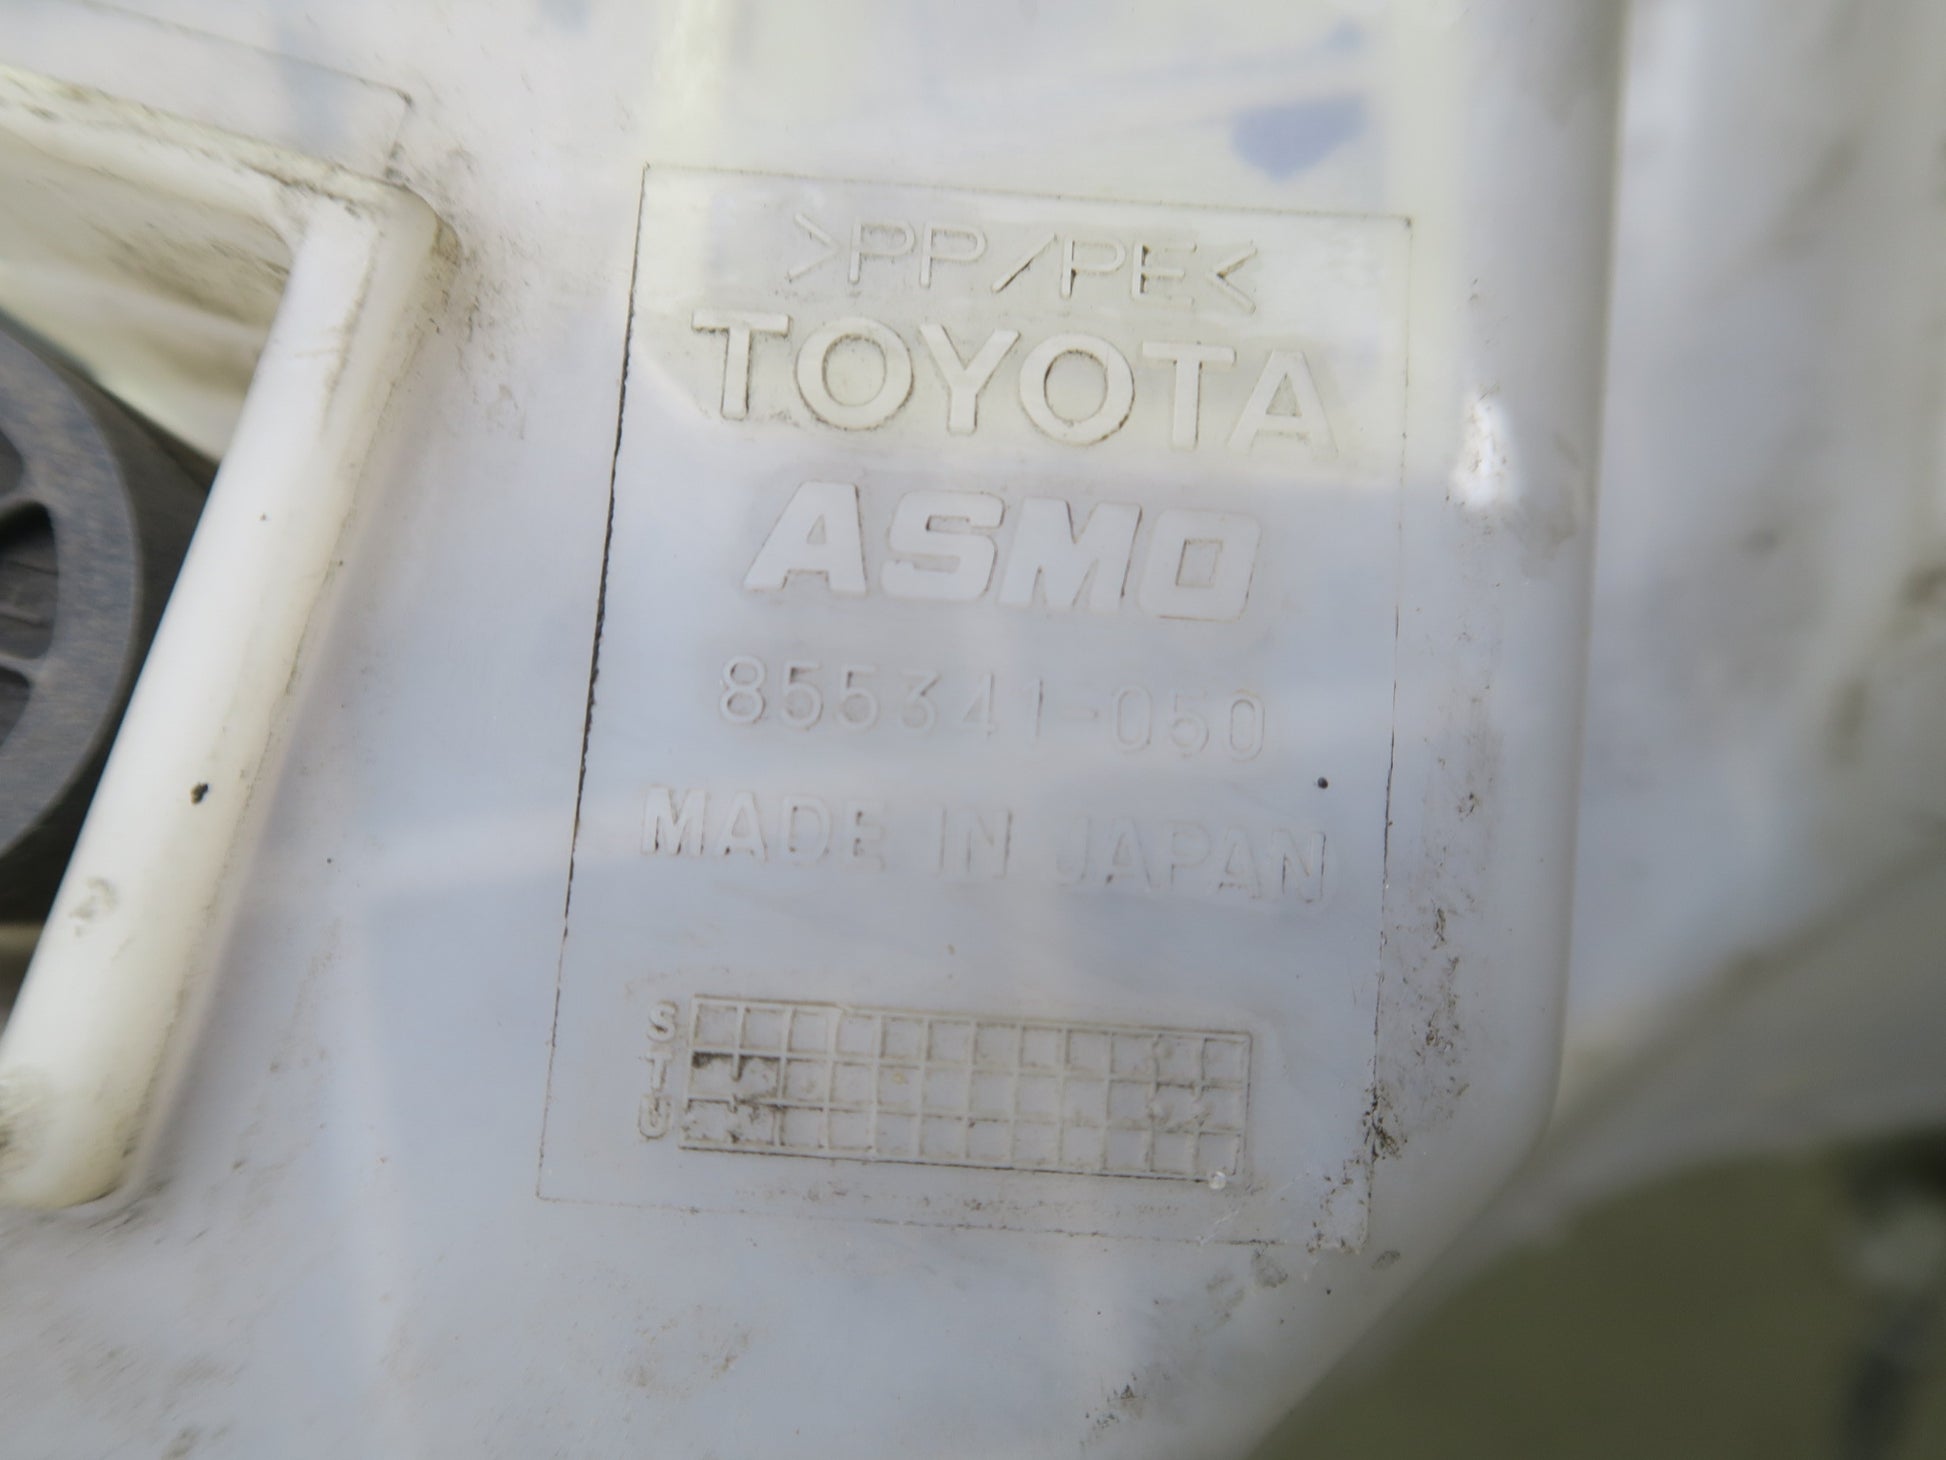 >PP/PE<
TOYOTA
ASMO
855341-050
MADE IN JAPAN
S
T
U